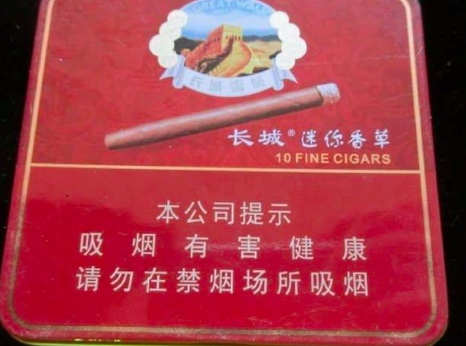 GREAT WALL
长城®迷你香草
10 FINE CIGARS
本公司提示
吸烟有害健康
请勿在禁烟场所吸烟